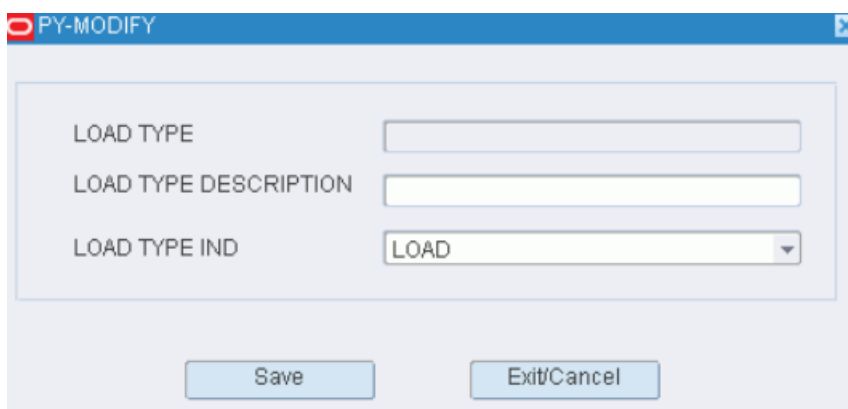 PY-MODIFY
LOAD TYPE
LOAD TYPE DESCRIPTION
LOAD TYPE IND LOAD
Save Exit/Cancel